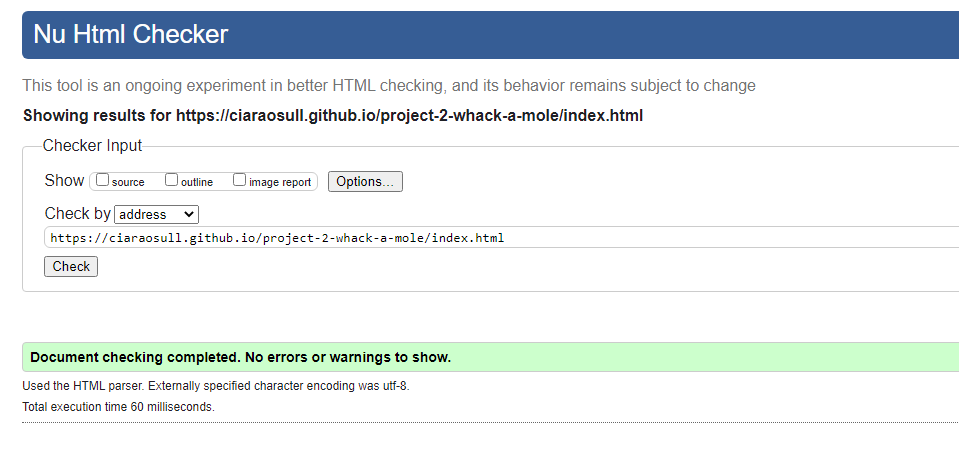 Nu Html Checker
This tool is an ongoing experiment in better HTML checking, and its behavior remains subject to change
Showing results for https://ciaraosull.github.io/project-2-whack-a-mole/index.html
Checker Input
Show source outline image report Options...
Check by address
https://ciaraosull.github.io/project-2-whack-a-mole/index.html
Check
Document checking completed. No errors or warnings to show.
Used the HTML parser. Externally specified character encoding was utf-8.
Total execution time 60 milliseconds.